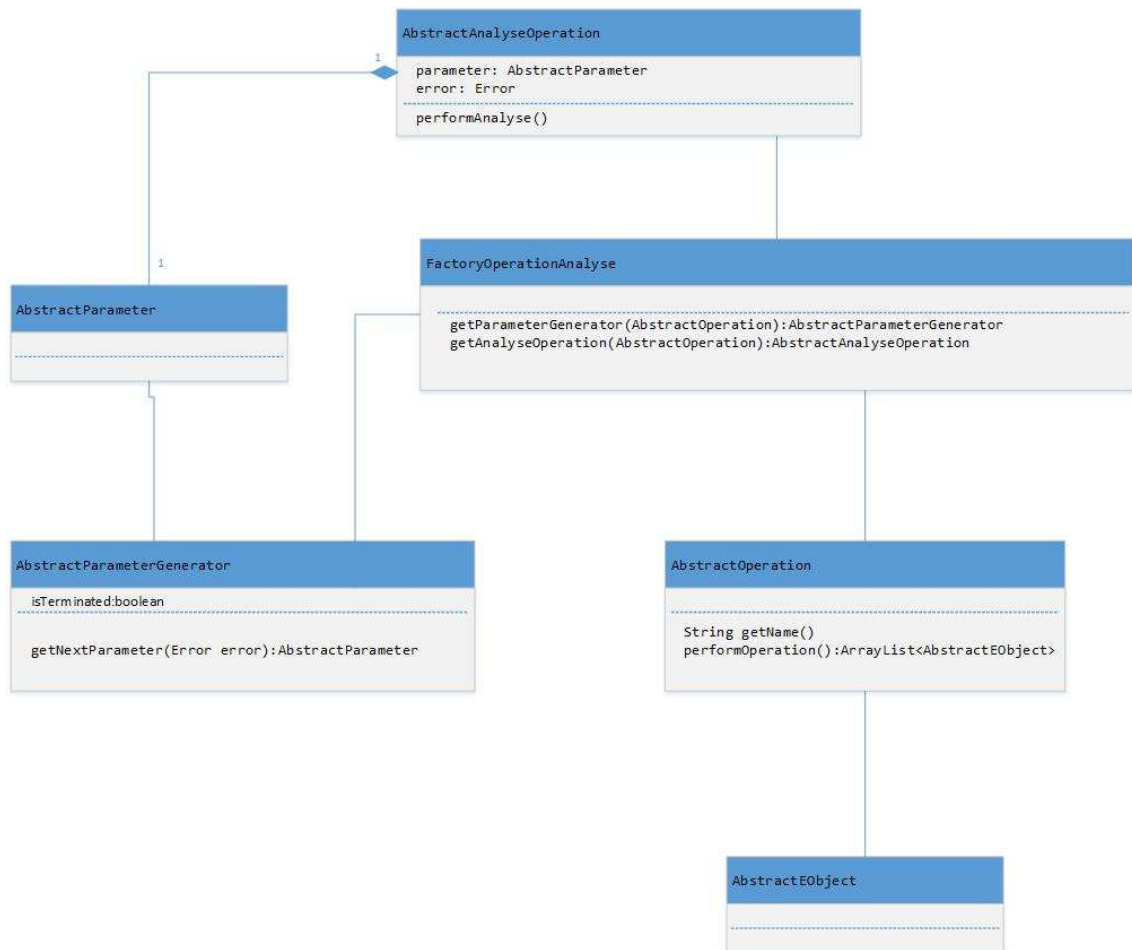 AbstractAnalyseOperation
1
parameter: AbstractParameter
error: Error
performAnalyse()
FactoryOperationAnalyse
1
AbstractParameter
getParameterGenerator(AbstractOperation):AbstractParameterGenerator
getAnalyseOperation(AbstractOperation):AbstractAnalyseOperation
AbstractParameterGenerator
isTerminated:boolean
getNextParameter(Error error):AbstractParameter
AbstractOperation
String getName()
performOperation():ArrayList<AbstractEObject>
AbstractEObject